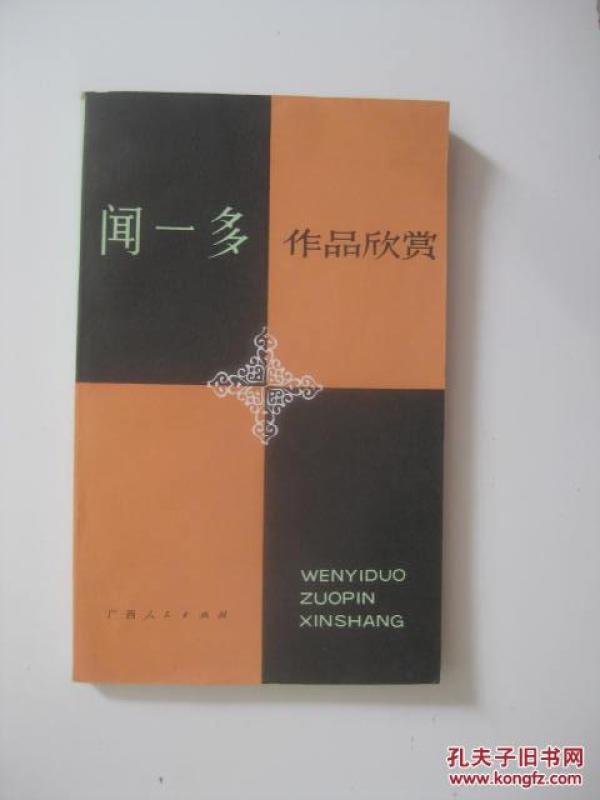 闻一多
作品欣赏
WENYIDUO
ZUOPIN
XINSHANG
广西人民出版社
孔夫子旧书网
www.kongfz.com